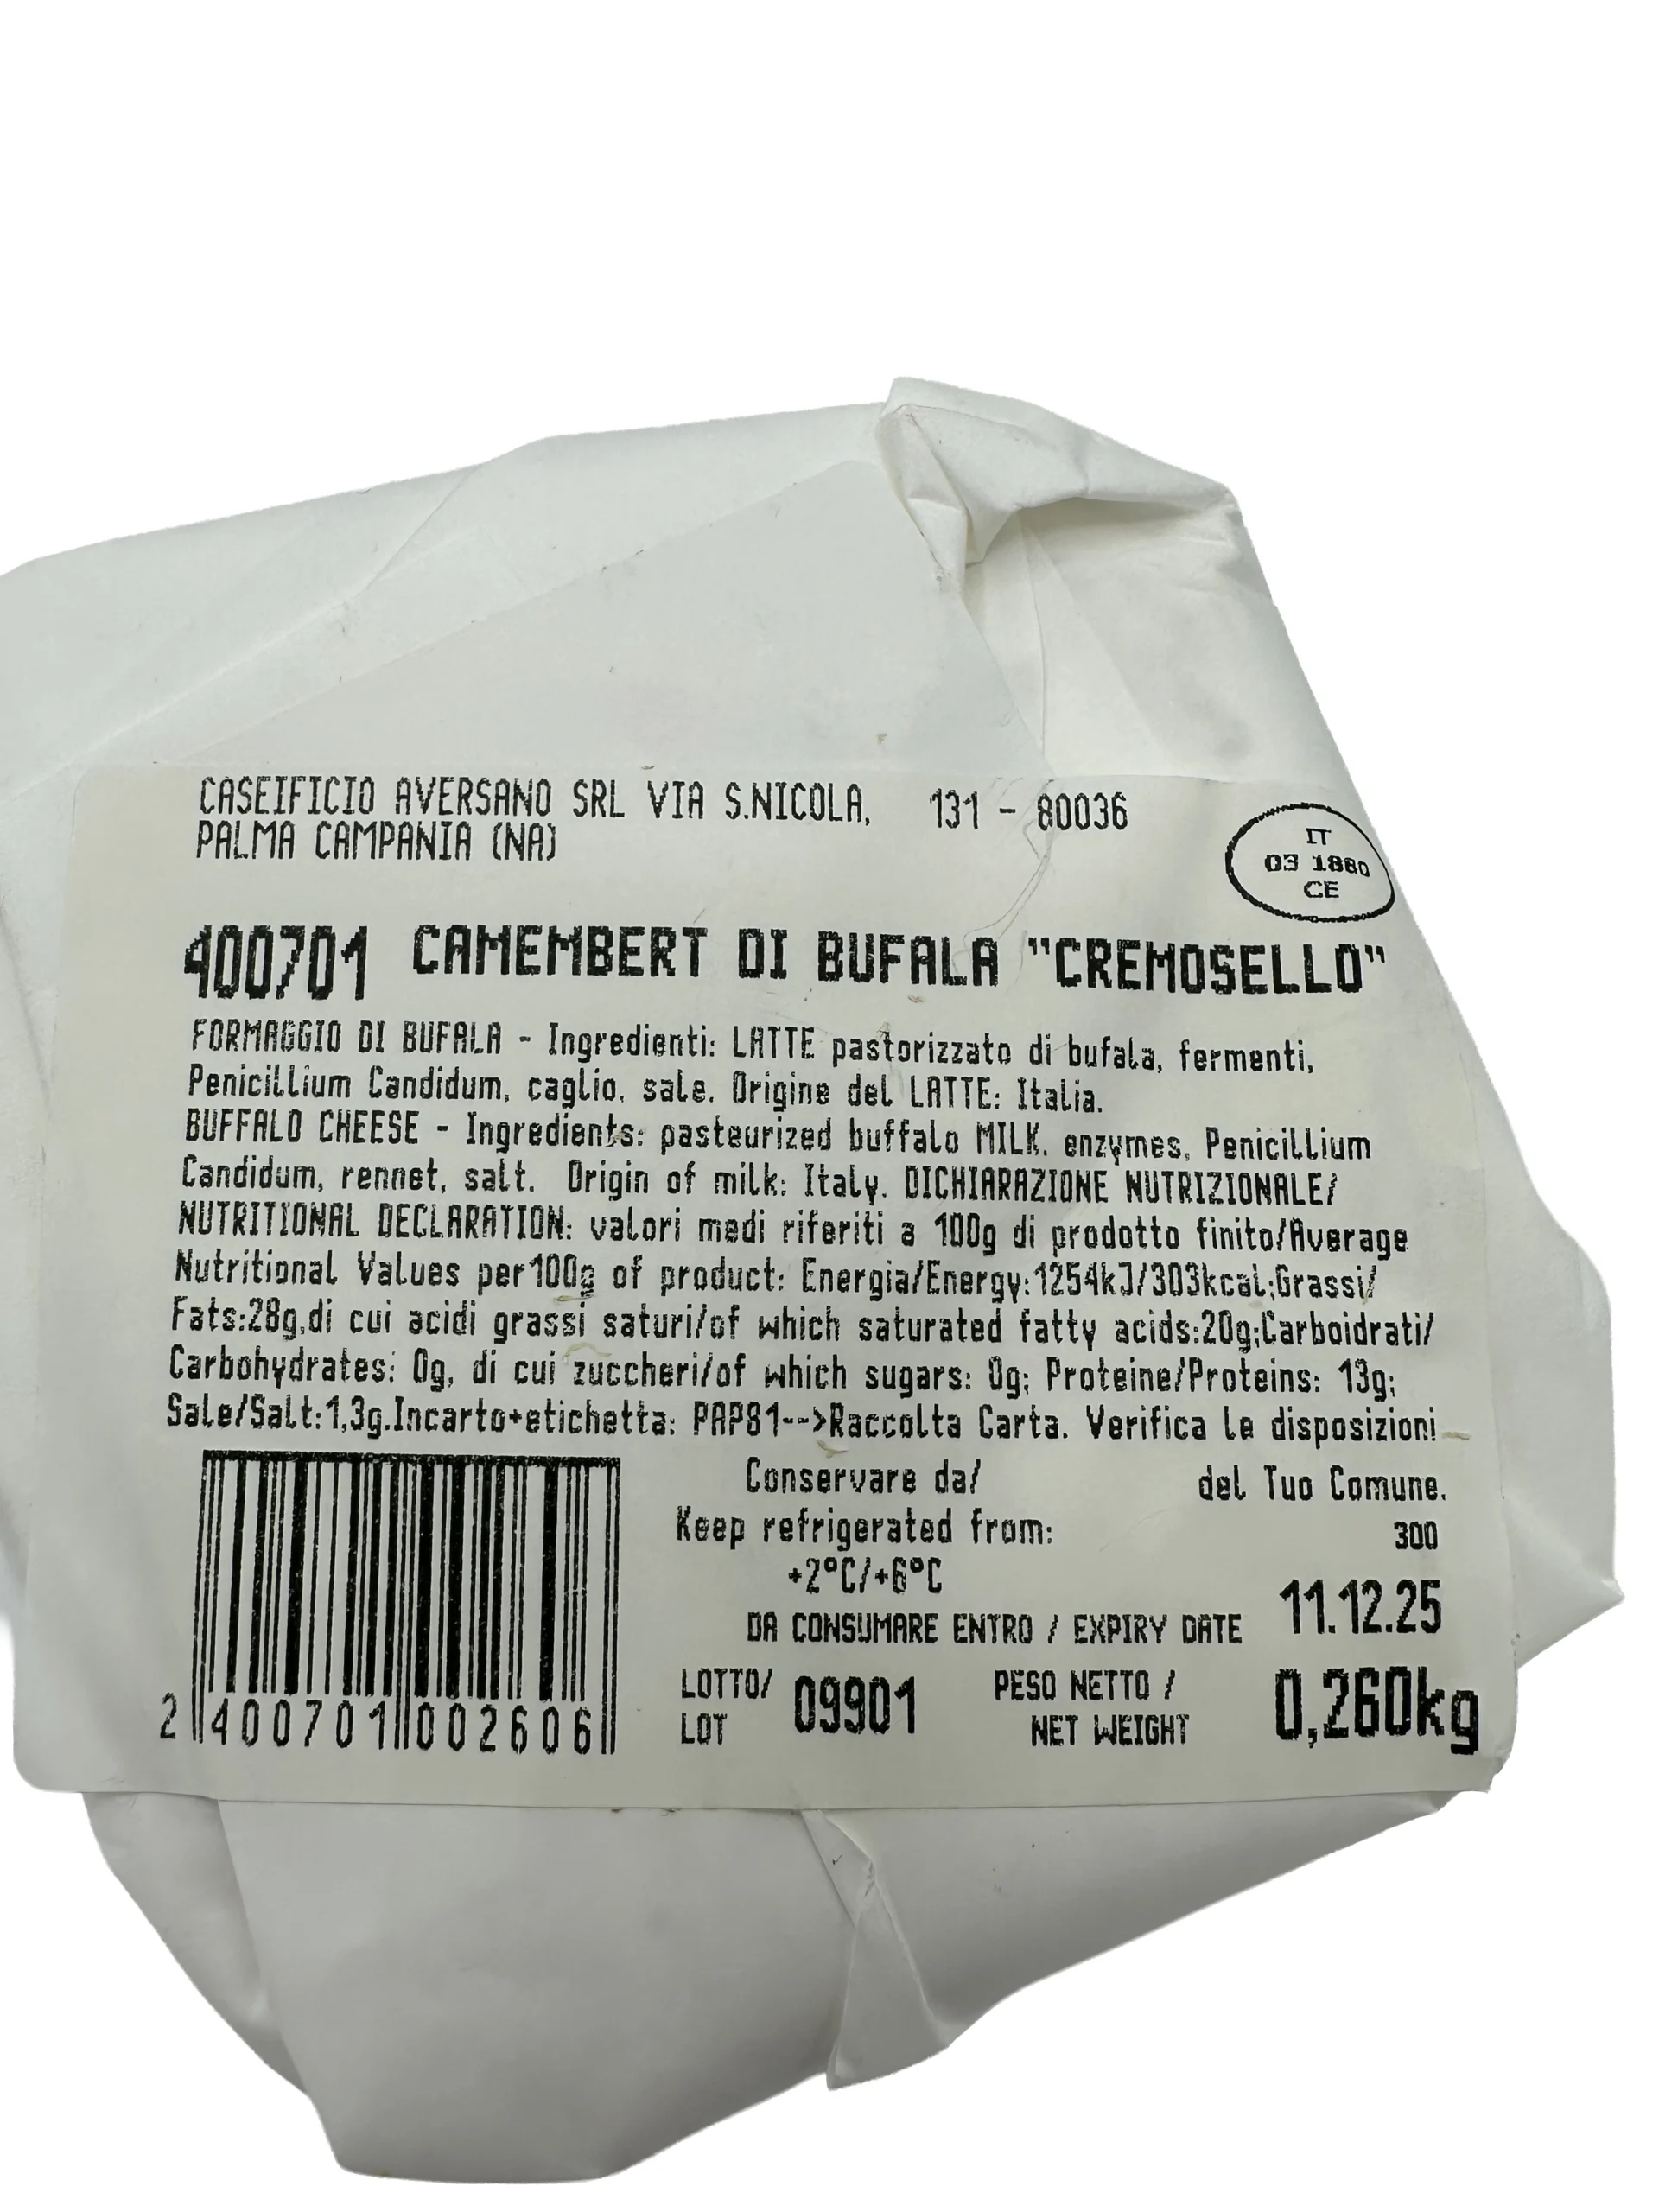 CASEIFICIO AVERSANO SRL VIA S.NICOLA, 131 - 80036
PALMA CAMPANIA (NA)
IT
03 1880
CE
400701 CAMEMBERT DI BUFALA "CREMOSELLO"
FORMAGGIO DI BUFALA - Ingredienti: LATTE pastorizzato di bufala, fermenti,
Penicillium Candidum, caglio, sale. Origine del LATTE: Italia.
BUFFALO CHEESE - Ingredients: pasteurized buffalo MILK, enzymes, Penicillium
Candidum, rennet, salt. Origin of milk: Italy. DICHIARAZIONE NUTRIZIONALE/
NUTRITIONAL DECLARATION: valori medi riferiti a 100g di prodotto finito/Average
Nutritional Values per100g of product: Energia/Energy:1254kJ/303kcal;Grassi/
Fats:28g,di cui acidi grassi saturi/of which saturated fatty acids:20g;Carboidrati/
Carbohydrates: 0g, di cui zuccheri/of which sugars: 0g; Proteine/Proteins: 13g;
Sale/Salt:1,3g.Incarto+etichetta: PAP81-->Raccolta Carta. Verifica le disposizioni
Conservare da/ del Tuo Comune.
Keep refrigerated from: 300
+2°C/+6°C
DA CONSUMARE ENTRO / EXPIRY DATE 11.12.25
LOTTO/ 09901 PESO NETTO / 0,260kg
LOT NET WEIGHT
2 400701 002606